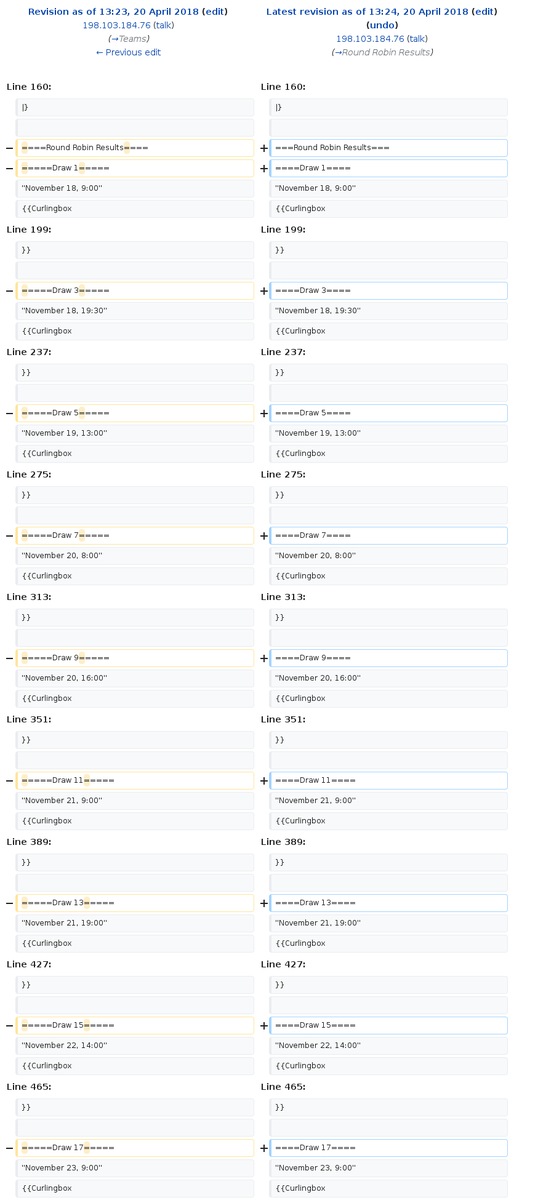 Revision as of 13:23, 20 April 2018 (edit)
198.103.184.76 (talk)
(→Teams)
← Previous edit
Latest revision as of 13:24, 20 April 2018 (edit)
(undo)
198.103.184.76 (talk)
(→Round Robin Results)
Line 160: Line 160:
|} |}
− ====Round Robin Results==== + ===Round Robin Results===
− =====Draw 1===== + ====Draw 1====
''November 18, 9:00'' ''November 18, 9:00''
{{Curlingbox {{Curlingbox
Line 199: Line 199:
}} }}
− =====Draw 3===== + ====Draw 3====
''November 18, 19:30'' ''November 18, 19:30''
{{Curlingbox {{Curlingbox
Line 237: Line 237:
}} }}
− =====Draw 5===== + ====Draw 5====
''November 19, 13:00'' ''November 19, 13:00''
{{Curlingbox {{Curlingbox
Line 275: Line 275:
}} }}
− =====Draw 7===== + ====Draw 7====
''November 20, 8:00'' ''November 20, 8:00''
{{Curlingbox {{Curlingbox
Line 313: Line 313:
}} }}
− =====Draw 9===== + ====Draw 9====
''November 20, 16:00'' ''November 20, 16:00''
{{Curlingbox {{Curlingbox
Line 351: Line 351:
}} }}
− =====Draw 11===== + ====Draw 11====
''November 21, 9:00'' ''November 21, 9:00''
{{Curlingbox {{Curlingbox
Line 389: Line 389:
}} }}
− =====Draw 13===== + ====Draw 13====
''November 21, 19:00'' ''November 21, 19:00''
{{Curlingbox {{Curlingbox
Line 427: Line 427:
}} }}
− =====Draw 15===== + ====Draw 15====
''November 22, 14:00'' ''November 22, 14:00''
{{Curlingbox {{Curlingbox
Line 465: Line 465:
}} }}
− =====Draw 17===== + ====Draw 17====
''November 23, 9:00'' ''November 23, 9:00''
{{Curlingbox {{Curlingbox